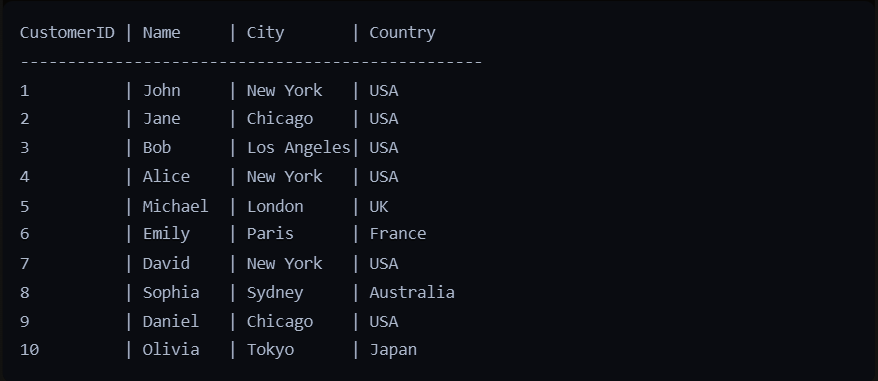 CustomerID | Name     | City       | Country
-------------------------------------------------
1          | John     | New York   | USA
2          | Jane     | Chicago    | USA
3          | Bob      | Los Angeles| USA
4          | Alice    | New York   | USA
5          | Michael  | London     | UK
6          | Emily    | Paris      | France
7          | David    | New York   | USA
8          | Sophia   | Sydney     | Australia
9          | Daniel   | Chicago    | USA
10         | Olivia   | Tokyo      | Japan